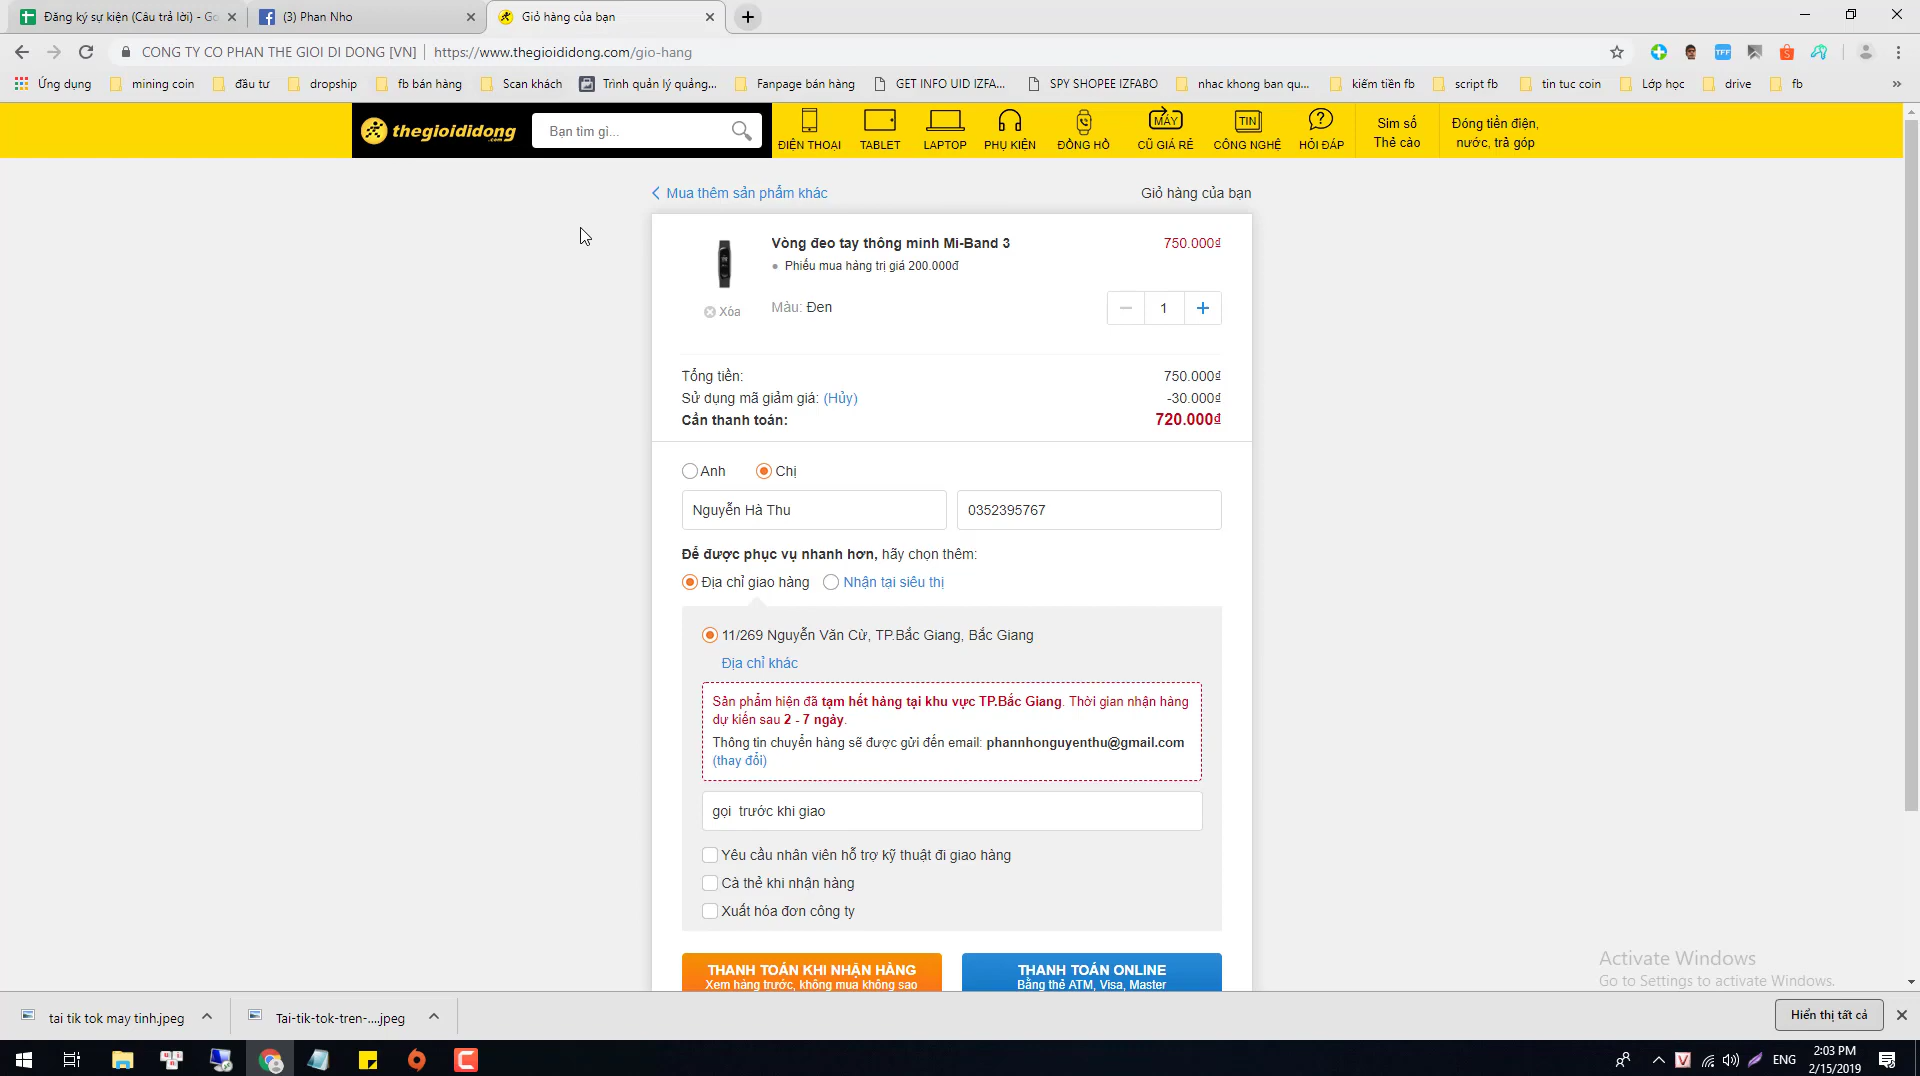 Đăng ký sự kiện (Câu trả lời) - Go
(3) Phan Nho
Giỏ hàng của bạn
CONG TY CO PHAN THE GIOI DI DONG [VN]
https://www.thegioididong.com/gio-hang
Ứng dụng
mining coin
đầu tư
dropship
fb bán hàng
Scan khách
Trình quản lý quảng...
Fanpage bán hàng
GET INFO UID IZFA...
SPY SHOPEE IZFABO
nhac khong ban qu...
kiếm tiền fb
script fb
tin tuc coin
Lớp học
drive
fb
»
thegioididong.com
Bạn tìm gì...
ĐIỆN THOẠI
TABLET
LAPTOP
PHỤ KIỆN
ĐỒNG HỒ
MÁY
CŨ GIÁ RẺ
TIN
CÔNG NGHỆ
HỎI ĐÁP
Sim số
Thẻ cào
Đóng tiền điện,
nước, trả góp
Mua thêm sản phẩm khác
Giỏ hàng của bạn
Vòng đeo tay thông minh Mi-Band 3
750.000₫
Phiếu mua hàng trị giá 200.000đ
Màu: Đen
Xóa
1
Tổng tiền:
750.000₫
Sử dụng mã giảm giá: (Hủy)
-30.000₫
Cần thanh toán:
720.000₫
Anh
Chị
Nguyễn Hà Thu
0352395767
Để được phục vụ nhanh hơn, hãy chọn thêm:
Địa chỉ giao hàng
Nhận tại siêu thị
11/269 Nguyễn Văn Cừ, TP.Bắc Giang, Bắc Giang
Địa chỉ khác
Sản phẩm hiện đã tạm hết hàng tại khu vực TP.Bắc Giang. Thời gian nhận hàng
dự kiến sau 2 - 7 ngày.
Thông tin chuyển hàng sẽ được gửi đến email: phannhonguyenthu@gmail.com
(thay đổi)
gọi  trước khi giao
Yêu cầu nhân viên hỗ trợ kỹ thuật đi giao hàng
Cà thẻ khi nhận hàng
Xuất hóa đơn công ty
THANH TOÁN KHI NHẬN HÀNG
Xem hàng trước, không mua không sao
THANH TOÁN ONLINE
Bằng thẻ ATM, Visa, Master
Activate Windows
Go to Settings to activate Windows.
tai tik tok may tinh.jpeg
Tai-tik-tok-tren-....jpeg
Hiển thị tất cả
ENG
2:03 PM
2/15/2019